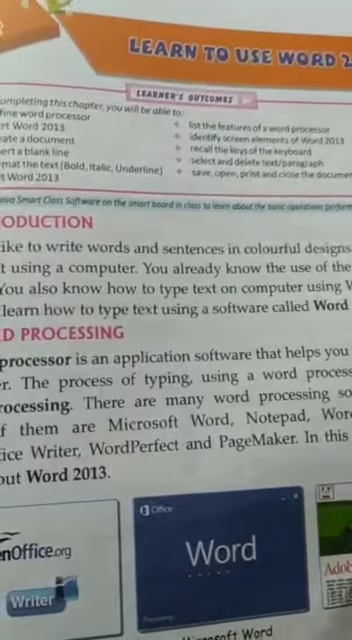 LEARN TO USE WORD 2
LEARNER'S OUTCOMES
ompleting this chapter, you will be able to:
fine word processor
rt Word 2013
ate a document
ert a blank line
mat the text (Bold, Italic, Underline)
t Word 2013
list the features of a word processor
identify screen elements of Word 2013
recall the keys of the keyboard
select and delete text/paragraph
save, open, print and close the documen
ova Smart Class Software on the smart board in class to learn about the basic operations perform
ODUCTION
ike to write words and sentences in colourful designs
t using a computer. You already know the use of the
You also know how to type text on computer using W
learn how to type text using a software called Word
D PROCESSING
processor is an application software that helps you
r. The process of typing, using a word process
rocessing. There are many word processing so
f them are Microsoft Word, Notepad, Wor
ice Writer, WordPerfect and PageMaker. In this
out Word 2013.
nOffice.org
Writer
Office
Word
Adob
Microsoft Word